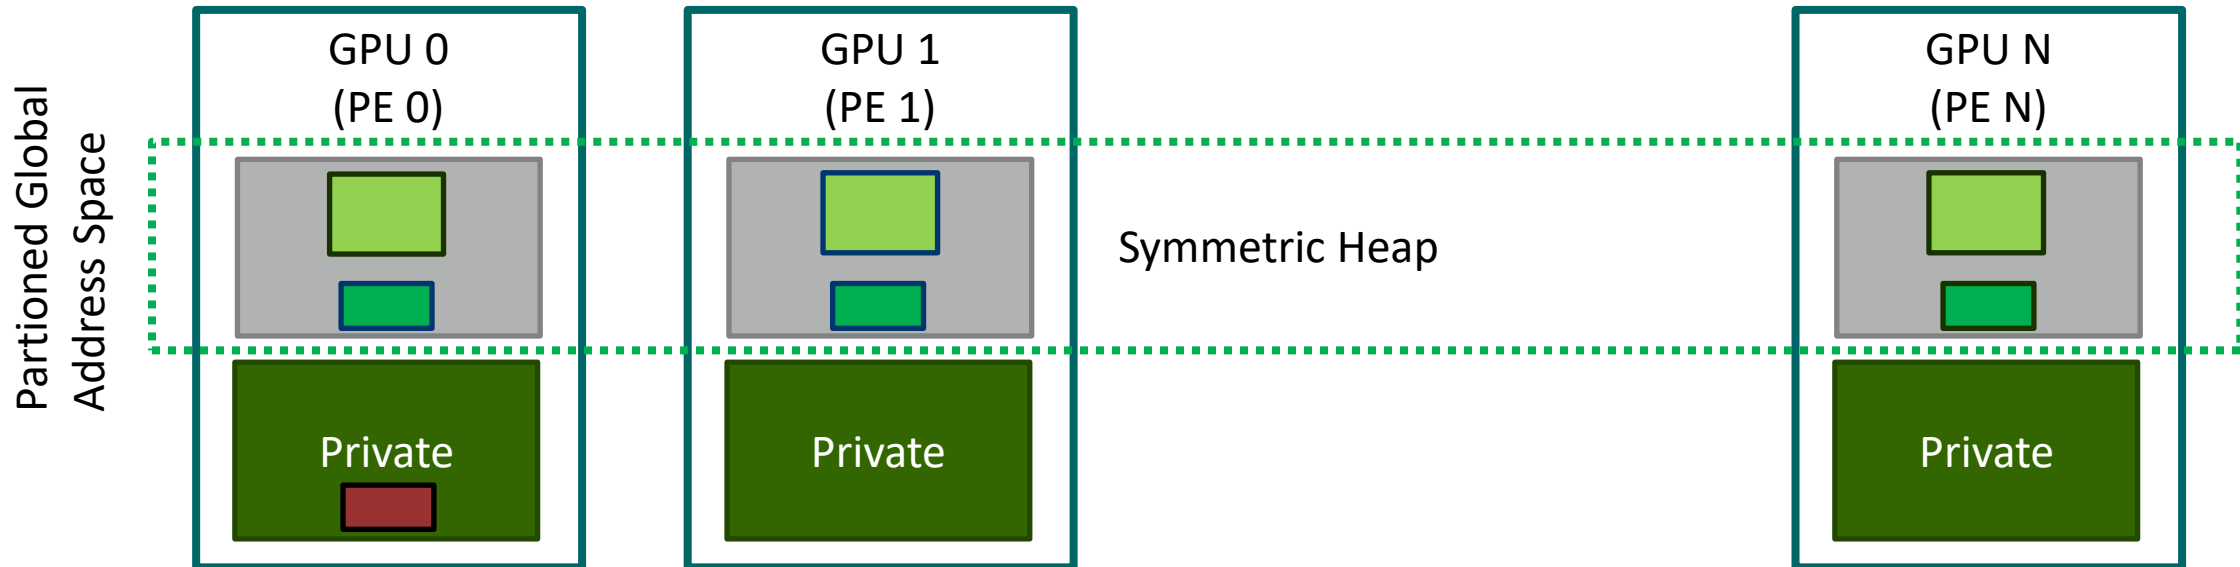 Partioned Global
Address Space
GPU 0
(PE 0)
GPU 1
(PE 1)
GPU N
(PE N)
Symmetric Heap
Private
Private
Private